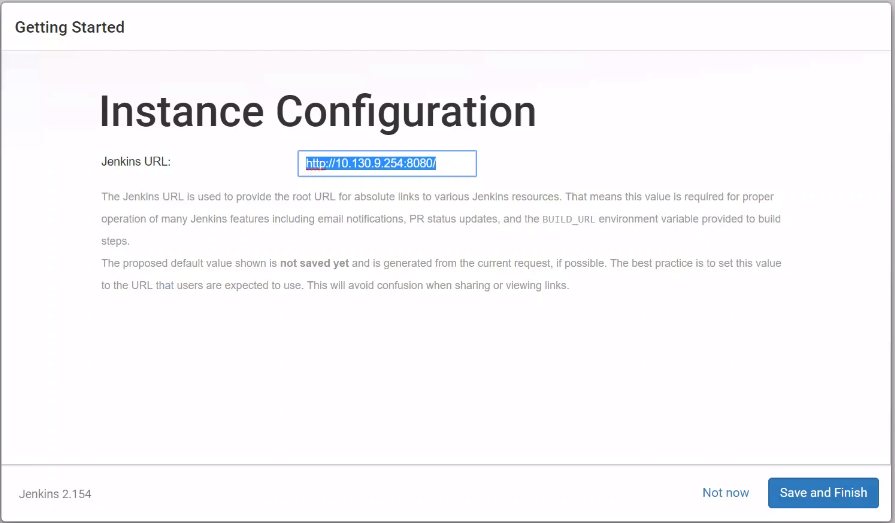 Getting Started
Instance Configuration
Jenkins URL: http://10.130.9.254:8080/
The Jenkins URL is used to provide the root URL for absolute links to various Jenkins resources. That means this value is required for proper
operation of many Jenkins features including email notifications, PR status updates, and the BUILD_URL environment variable provided to build
steps.
The proposed default value shown is not saved yet and is generated from the current request, if possible. The best practice is to set this value
to the URL that users are expected to use. This will avoid confusion when sharing or viewing links.
Jenkins 2.154 Not now Save and Finish